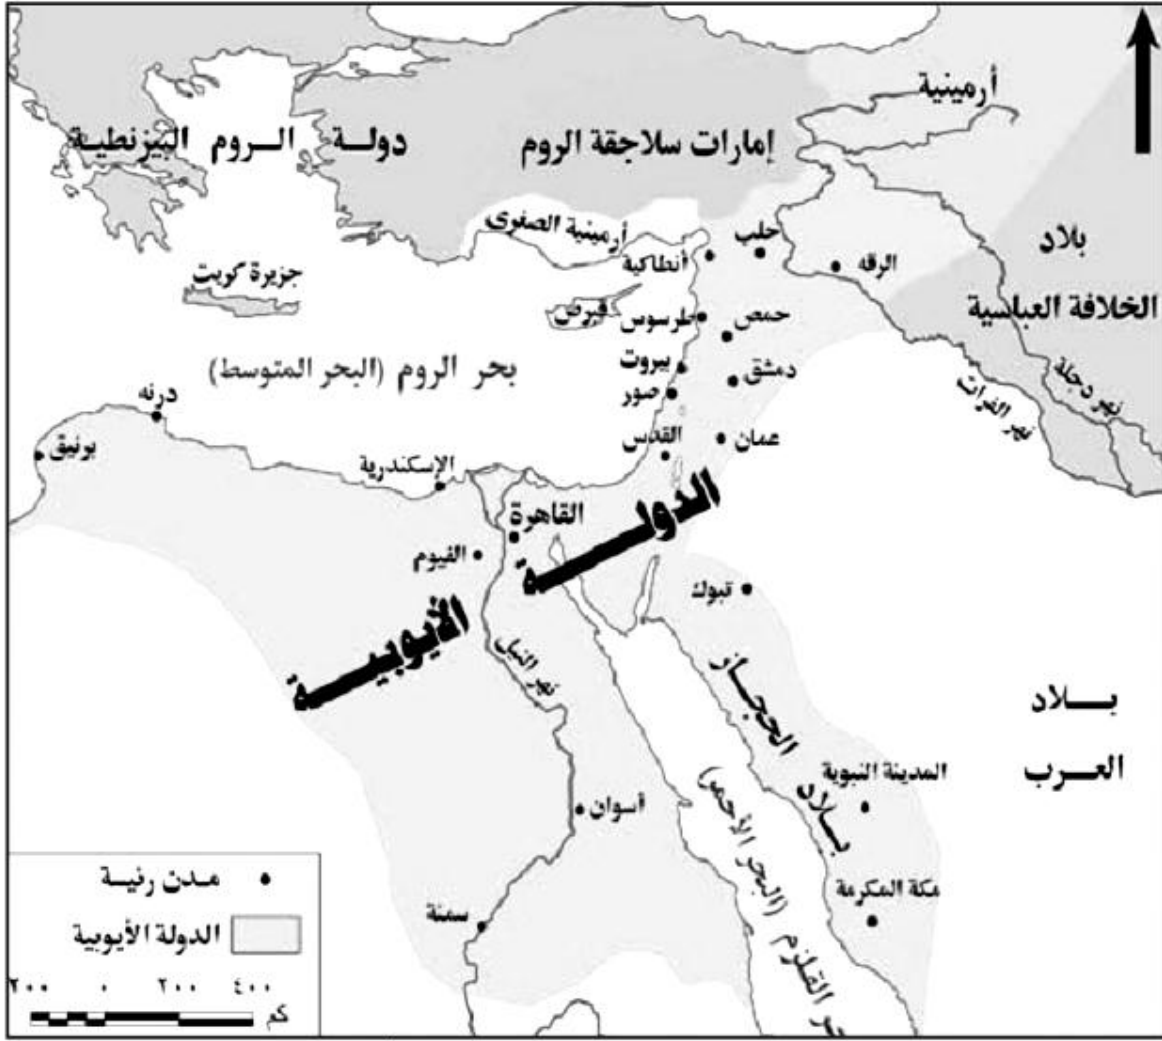 أرمينية
دولة الروم البيزنطية
إمارات سلاجقة الروم
أرمينية الصغرى
حلب
بلاد
الخلافة العباسية
أنطاكية
الرقه
جزيرة كريت
قبرص
طرسوس
حمص
بحر الروم (البحر المتوسط)
بيروت
دمشق
نهر دجلة
نهر الفرات
صور
درنه
برنيق
القدس
عمان
الإسكندرية
الدولة
القاهرة
الفيوم
تبوك
الأيوبية
نهر النيل
بلاد الحجاز
بلاد
العرب
المدينة النبوية
أسوان
مكة المكرمة
سمنة
حر القلزم (البحر الأحمر)
مدن رئية
الدولة الأيوبية
٢٠٠ ٠ ٢٠٠ ٤٠٠
كم